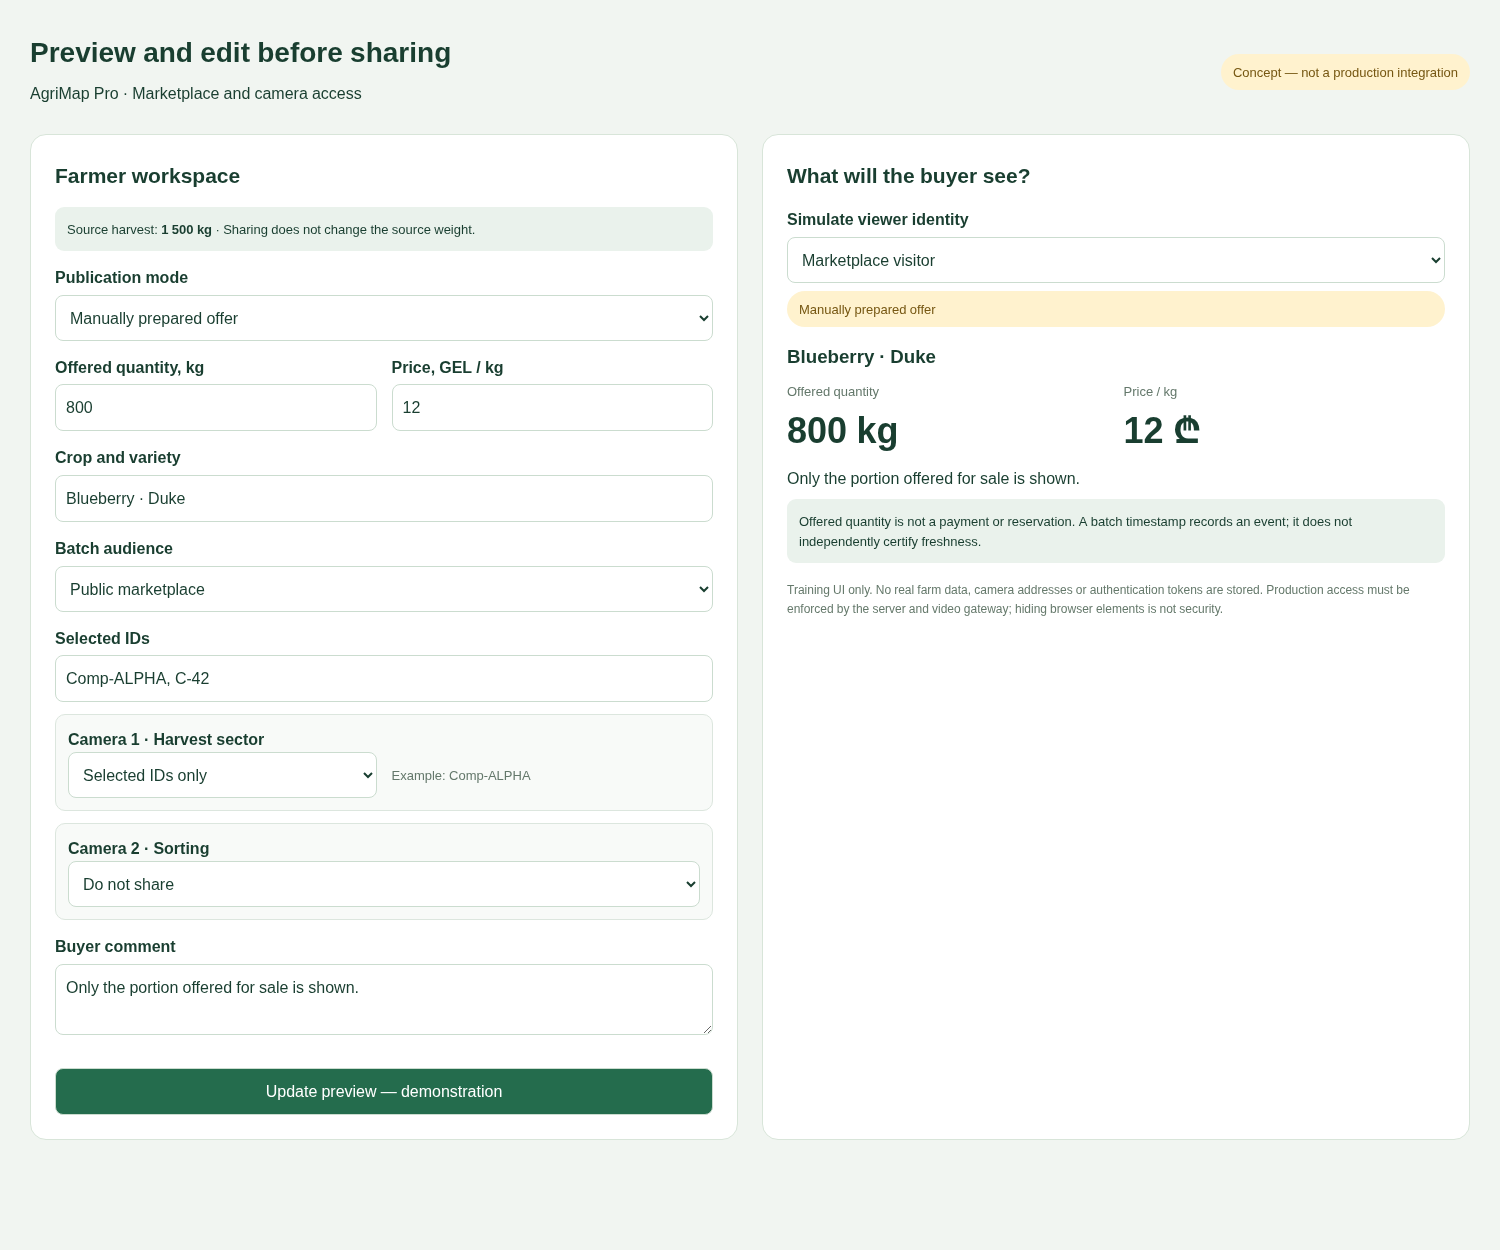 Preview and edit before sharing
AgriMap Pro · Marketplace and camera access
Concept — not a production integration
Farmer workspace
Source harvest: 1 500 kg · Sharing does not change the source weight.
Publication mode
Manually prepared offer
Offered quantity, kg
Price, GEL / kg
800
12
Crop and variety
Blueberry · Duke
Batch audience
Public marketplace
Selected IDs
Comp-ALPHA, C-42
Camera 1 · Harvest sector
Selected IDs only
Example: Comp-ALPHA
Camera 2 · Sorting
Do not share
Buyer comment
Only the portion offered for sale is shown.
Update preview — demonstration
What will the buyer see?
Simulate viewer identity
Marketplace visitor
Manually prepared offer
Blueberry · Duke
Offered quantity
Price / kg
800 kg
12 ₾
Only the portion offered for sale is shown.
Offered quantity is not a payment or reservation. A batch timestamp records an event; it does not
independently certify freshness.
Training UI only. No real farm data, camera addresses or authentication tokens are stored. Production access must be
enforced by the server and video gateway; hiding browser elements is not security.